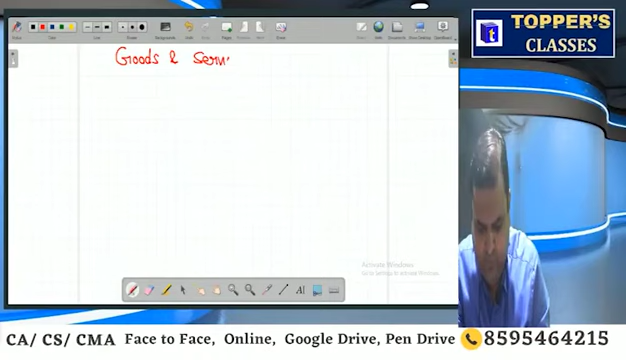 TOPPER'S
CLASSES
Goods & Serv
Activate Windows
Go to Settings to activate Windows.
CA/ CS/ CMA Face to Face, Online, Google Drive, Pen Drive 8595464215